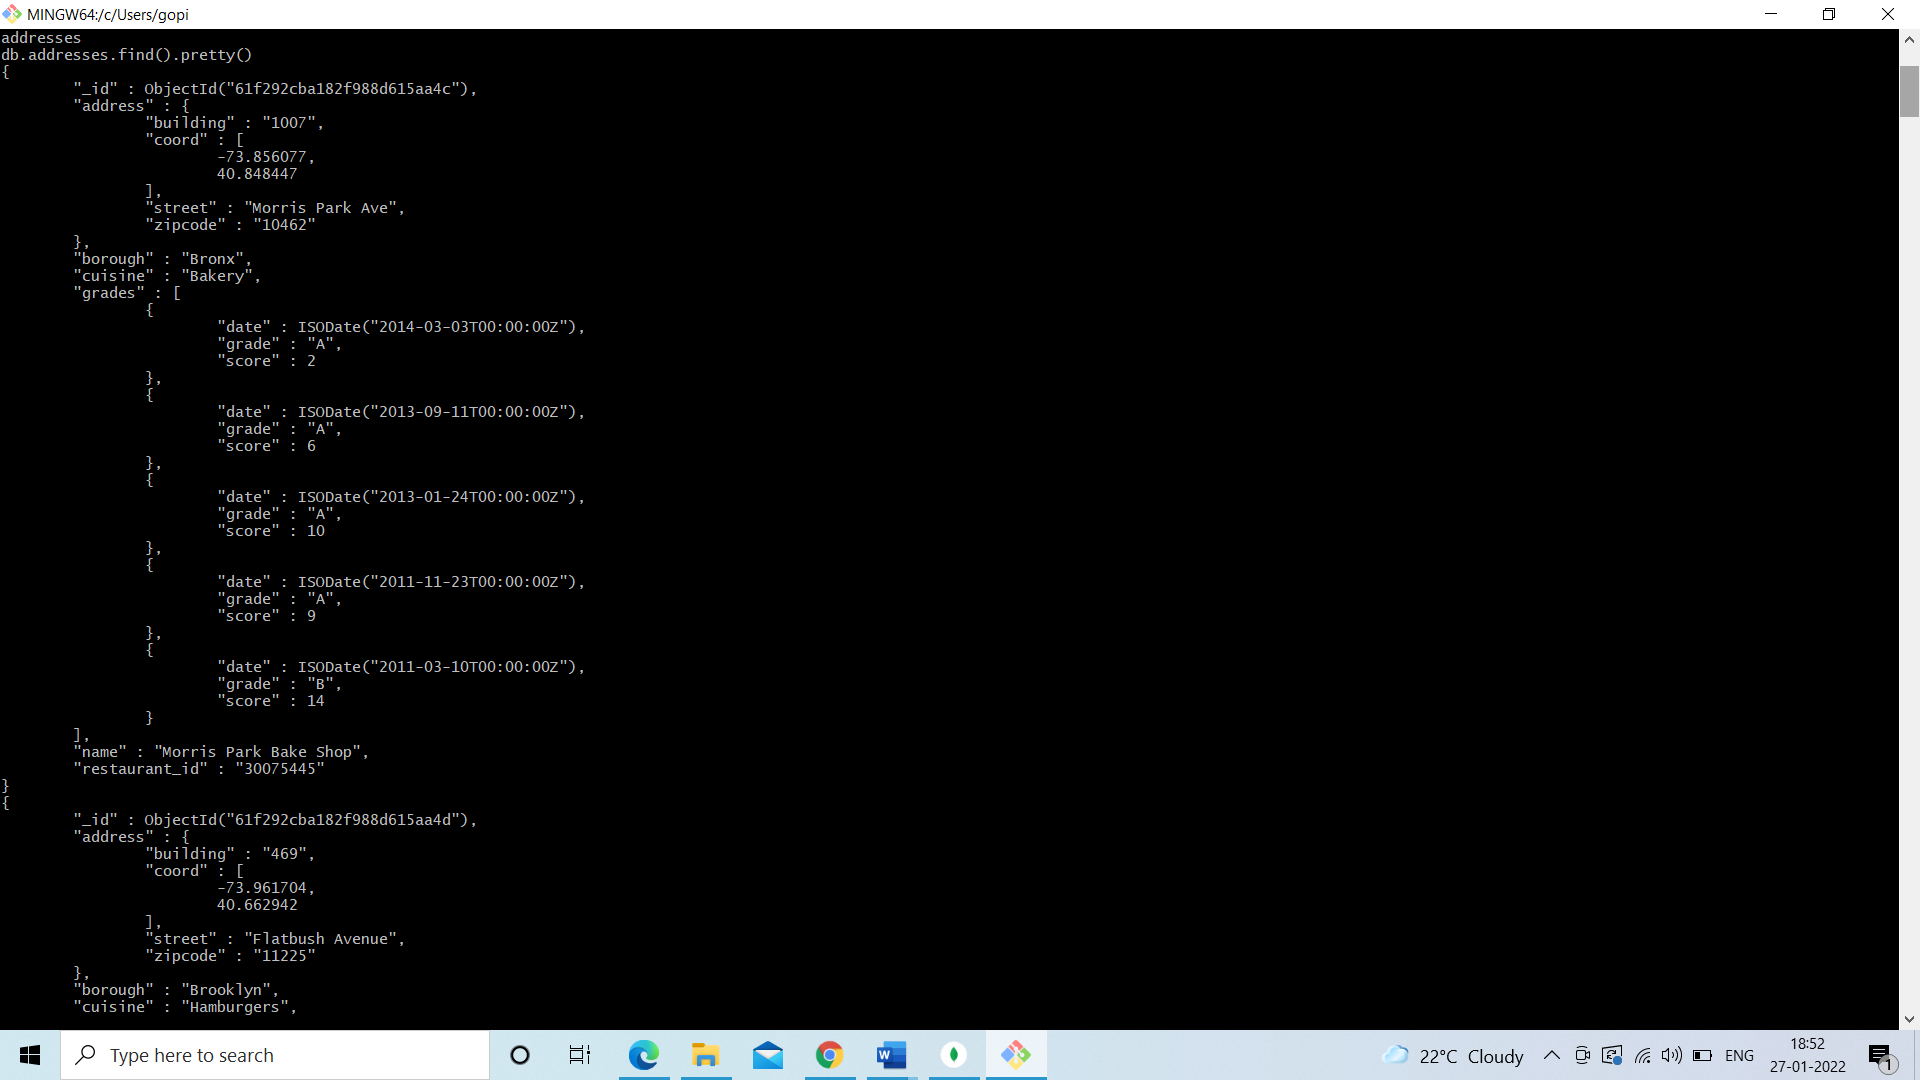 MINGW64:/c/Users/gopi
addresses
db.addresses.find().pretty()
{
        "_id" : ObjectId("61f292cba182f988d615aa4c"),
        "address" : {
                "building" : "1007",
                "coord" : [
                        -73.856077,
                        40.848447
                ],
                "street" : "Morris Park Ave",
                "zipcode" : "10462"
        },
        "borough" : "Bronx",
        "cuisine" : "Bakery",
        "grades" : [
                {
                        "date" : ISODate("2014-03-03T00:00:00Z"),
                        "grade" : "A",
                        "score" : 2
                },
                {
                        "date" : ISODate("2013-09-11T00:00:00Z"),
                        "grade" : "A",
                        "score" : 6
                },
                {
                        "date" : ISODate("2013-01-24T00:00:00Z"),
                        "grade" : "A",
                        "score" : 10
                },
                {
                        "date" : ISODate("2011-11-23T00:00:00Z"),
                        "grade" : "A",
                        "score" : 9
                },
                {
                        "date" : ISODate("2011-03-10T00:00:00Z"),
                        "grade" : "B",
                        "score" : 14
                }
        ],
        "name" : "Morris Park Bake Shop",
        "restaurant_id" : "30075445"
}
{
        "_id" : ObjectId("61f292cba182f988d615aa4d"),
        "address" : {
                "building" : "469",
                "coord" : [
                        -73.961704,
                        40.662942
                ],
                "street" : "Flatbush Avenue",
                "zipcode" : "11225"
        },
        "borough" : "Brooklyn",
        "cuisine" : "Hamburgers",
Type here to search
W
22°C Cloudy
ENG
18:52
27-01-2022
1